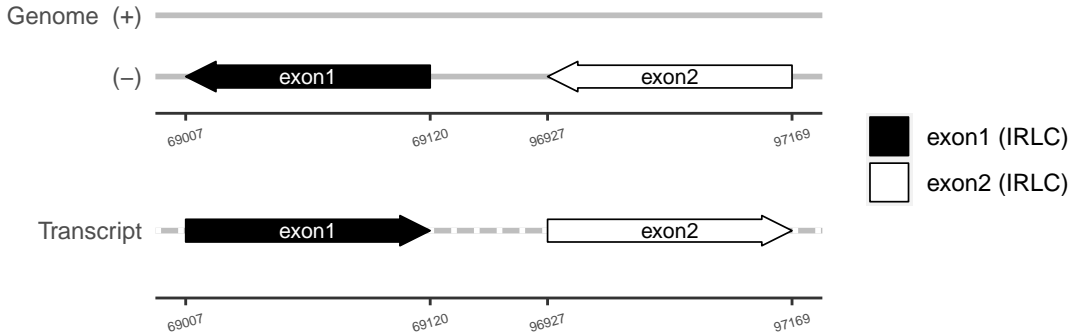 Genome (+)
(−)
exon1
exon2
69007
69120
96927
97169
exon1 (IRLC)
exon2 (IRLC)
Transcript
exon1
exon2
69007
69120
96927
97169